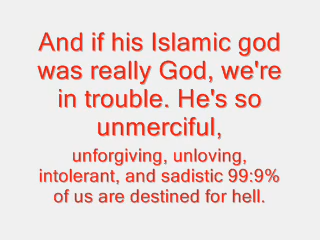 And if his Islamic god
was really God, we're
in trouble. He's so
unmerciful,
unforgiving, unloving,
intolerant, and sadistic 99:9%
of us are destined for hell.